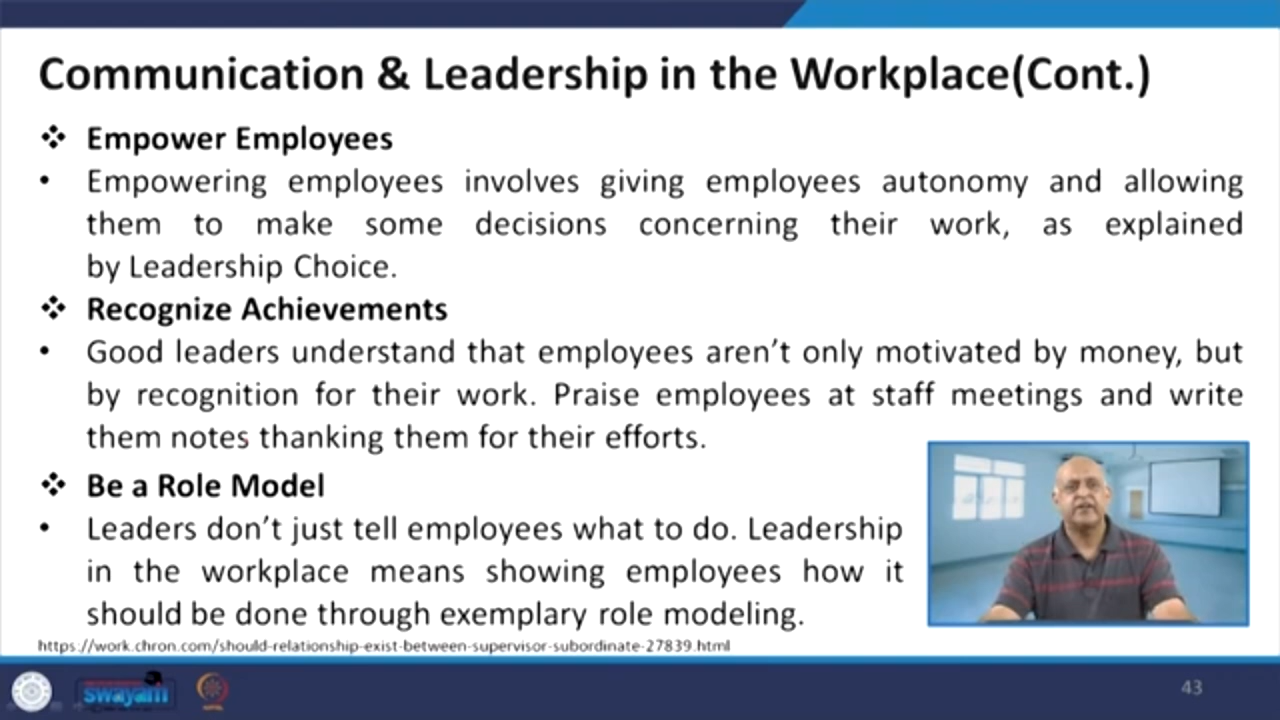 Communication & Leadership in the Workplace(Cont.)
❖ Empower Employees
• Empowering employees involves giving employees autonomy and allowing
them to make some decisions concerning their work, as explained
by Leadership Choice.
❖ Recognize Achievements
• Good leaders understand that employees aren’t only motivated by money, but
by recognition for their work. Praise employees at staff meetings and write
them notes thanking them for their efforts.
❖ Be a Role Model
• Leaders don’t just tell employees what to do. Leadership
in the workplace means showing employees how it
should be done through exemplary role modeling.
https://work.chron.com/should-relationship-exist-between-supervisor-subordinate-27839.html
swayam
43